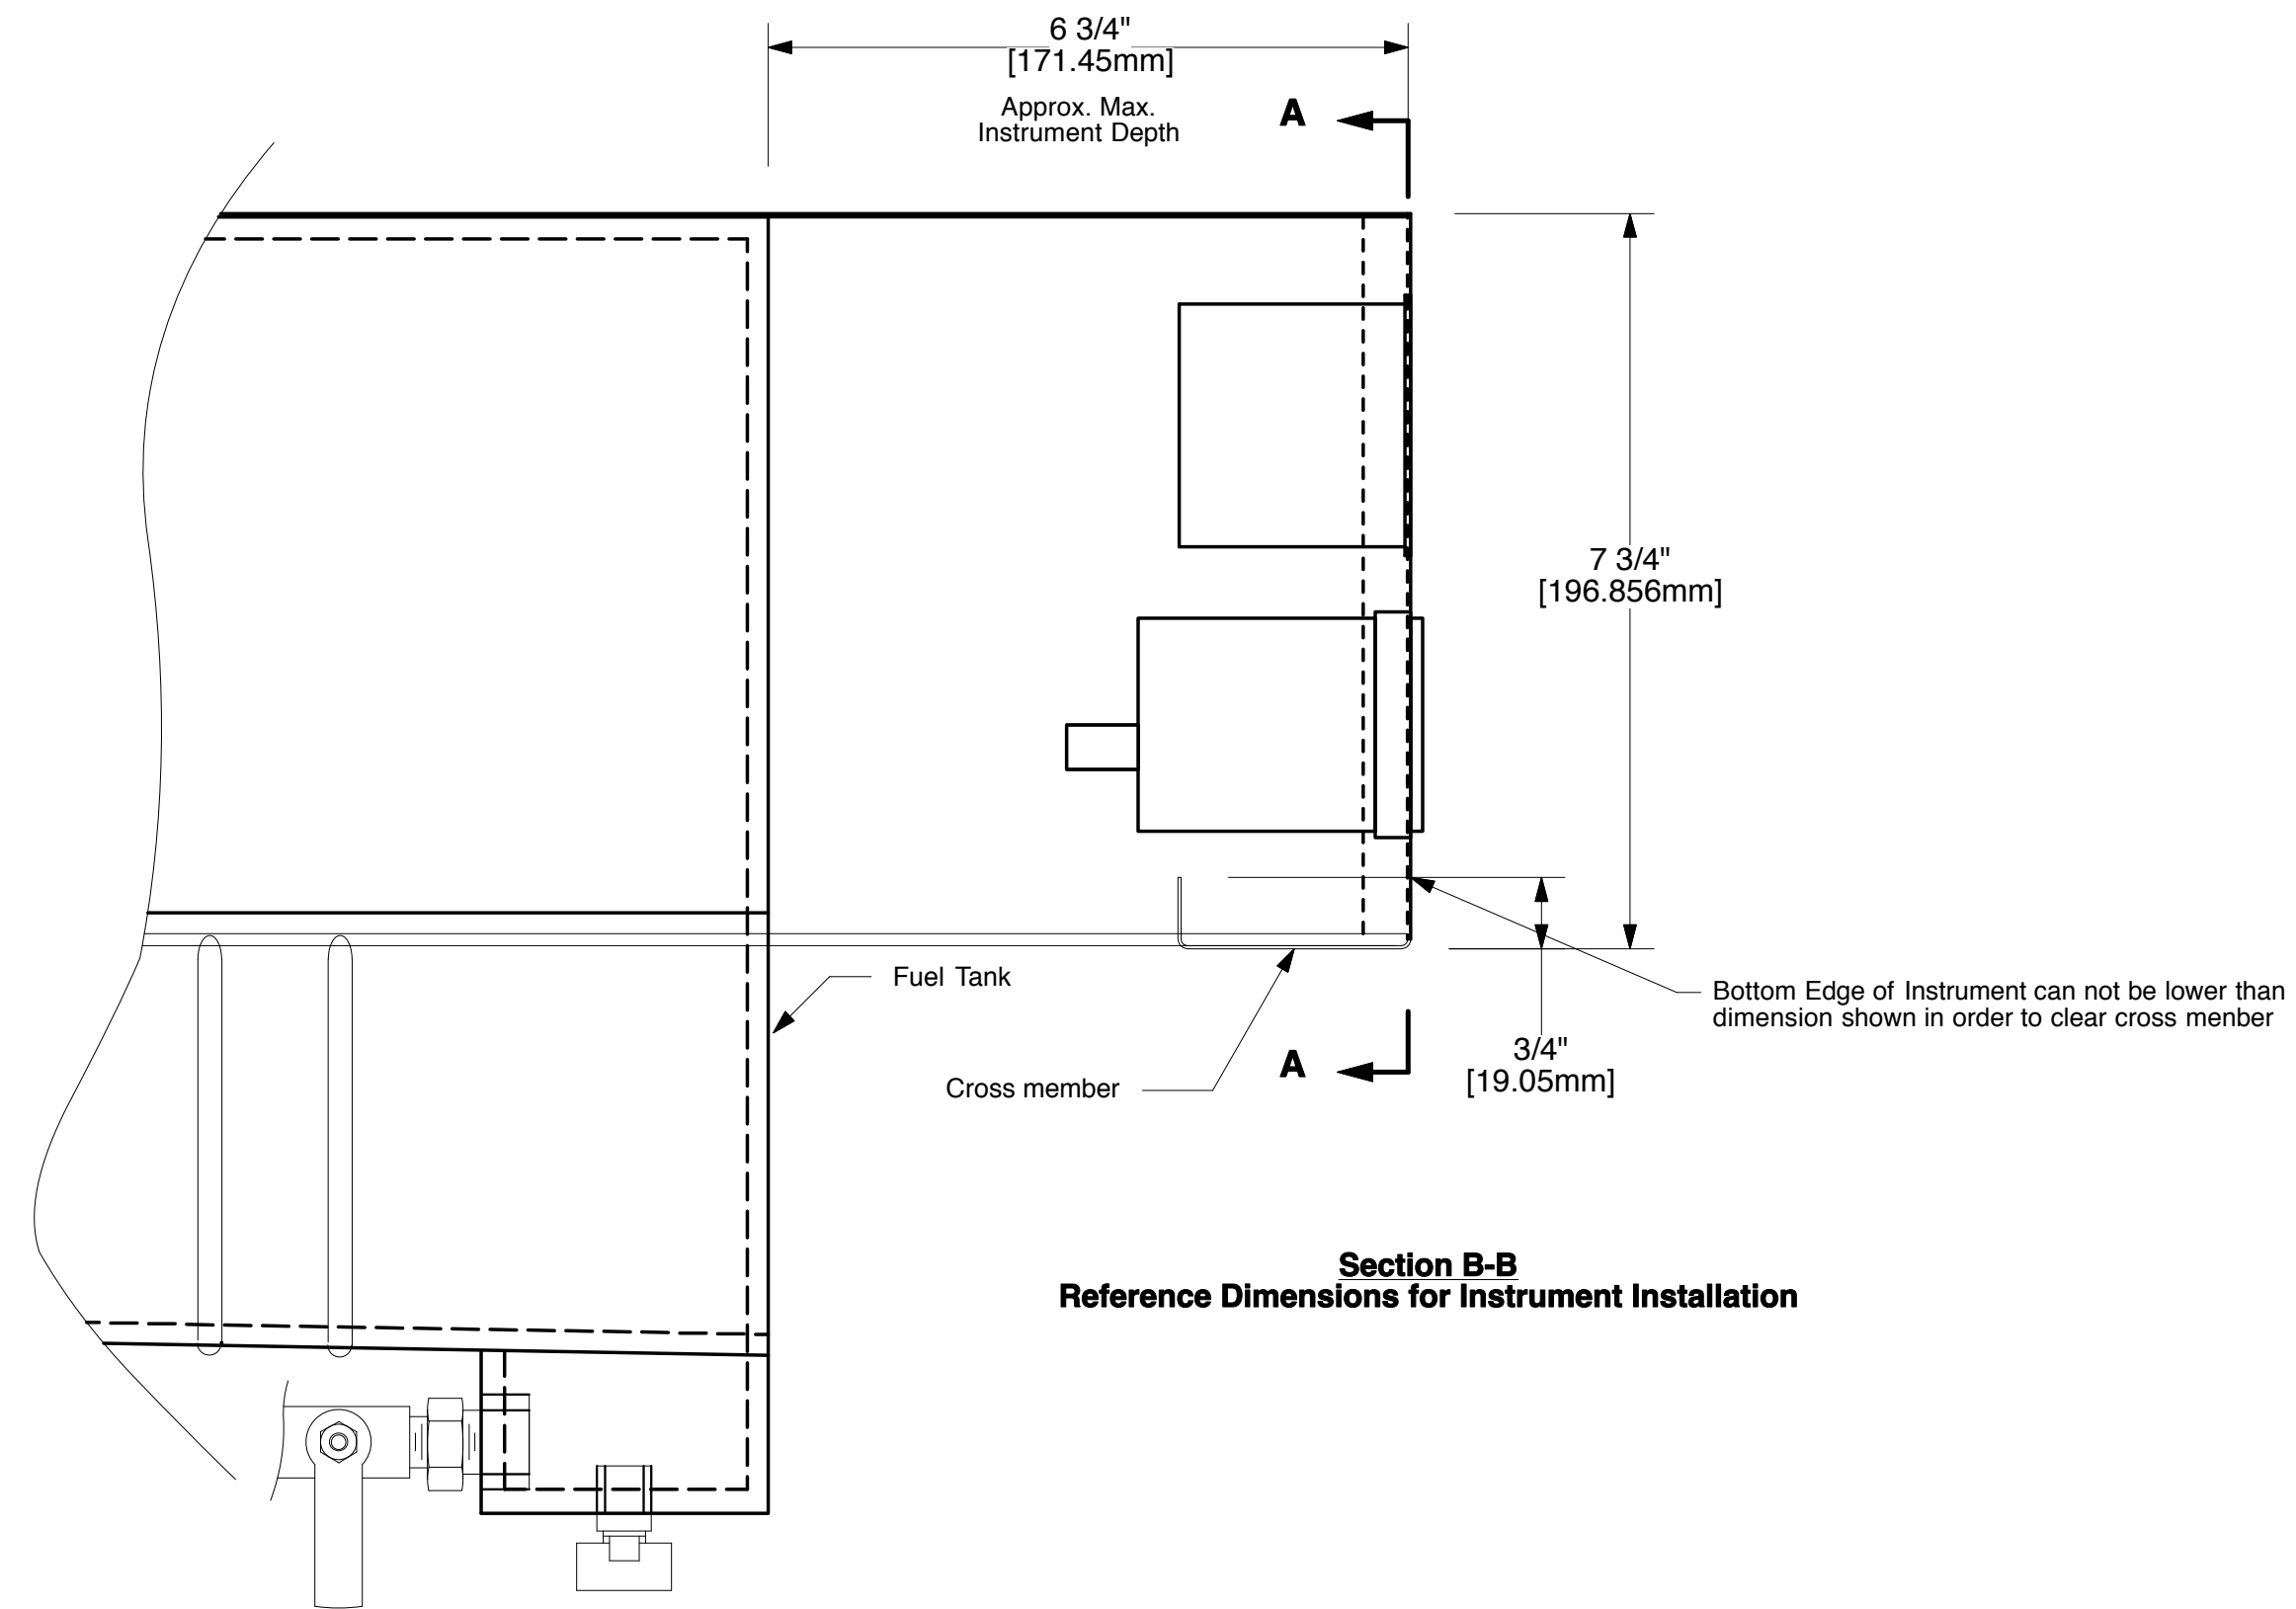 6 3/4"
[171.45mm]
Approx. Max.
Instrument Depth
A
7 3/4"
[196.856mm]
Fuel Tank
Bottom Edge of Instrument can not be lower than
dimension shown in order to clear cross menber
3/4"
[19.05mm]
A
Cross member
Section B-B
Reference Dimensions for Instrument Installation